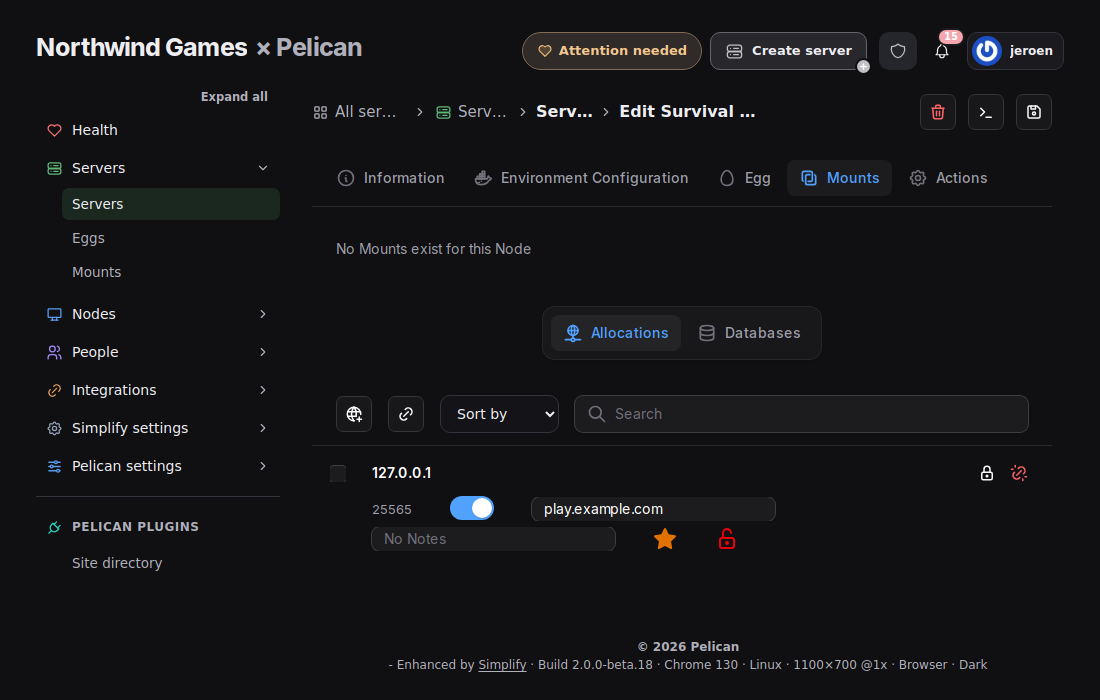 Northwind Games × Pelican
Attention needed
Create server
15
jeroen
Expand all
Health
Servers
Servers
Eggs
Mounts
Nodes
People
Integrations
Simplify settings
Pelican settings
PELICAN PLUGINS
Site directory
All ser... > Serv... > Serv... > Edit Survival ...
Information
Environment Configuration
Egg
Mounts
Actions
No Mounts exist for this Node
Allocations
Databases
Sort by
Search
127.0.0.1
25565
play.example.com
No Notes
© 2026 Pelican
- Enhanced by Simplify · Build 2.0.0-beta.18 · Chrome 130 · Linux · 1100×700 @1x · Browser · Dark